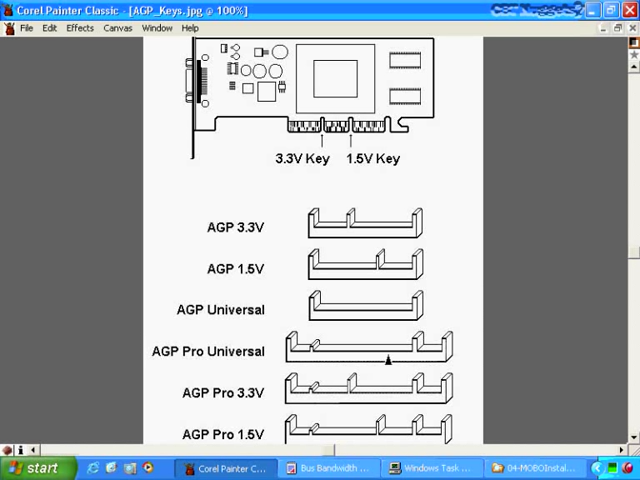 Corel Painter Classic - [AGP_Keys.jpg @ 100%]
CBT Nuggets
File Edit Effects Canvas Window Help
3.3V Key 1.5V Key
AGP 3.3V
AGP 1.5V
AGP Universal
AGP Pro Universal
AGP Pro 3.3V
AGP Pro 1.5V
start Corel Painter C... Bus Bandwidth ... Windows Task ... 04-MOBOInstal...